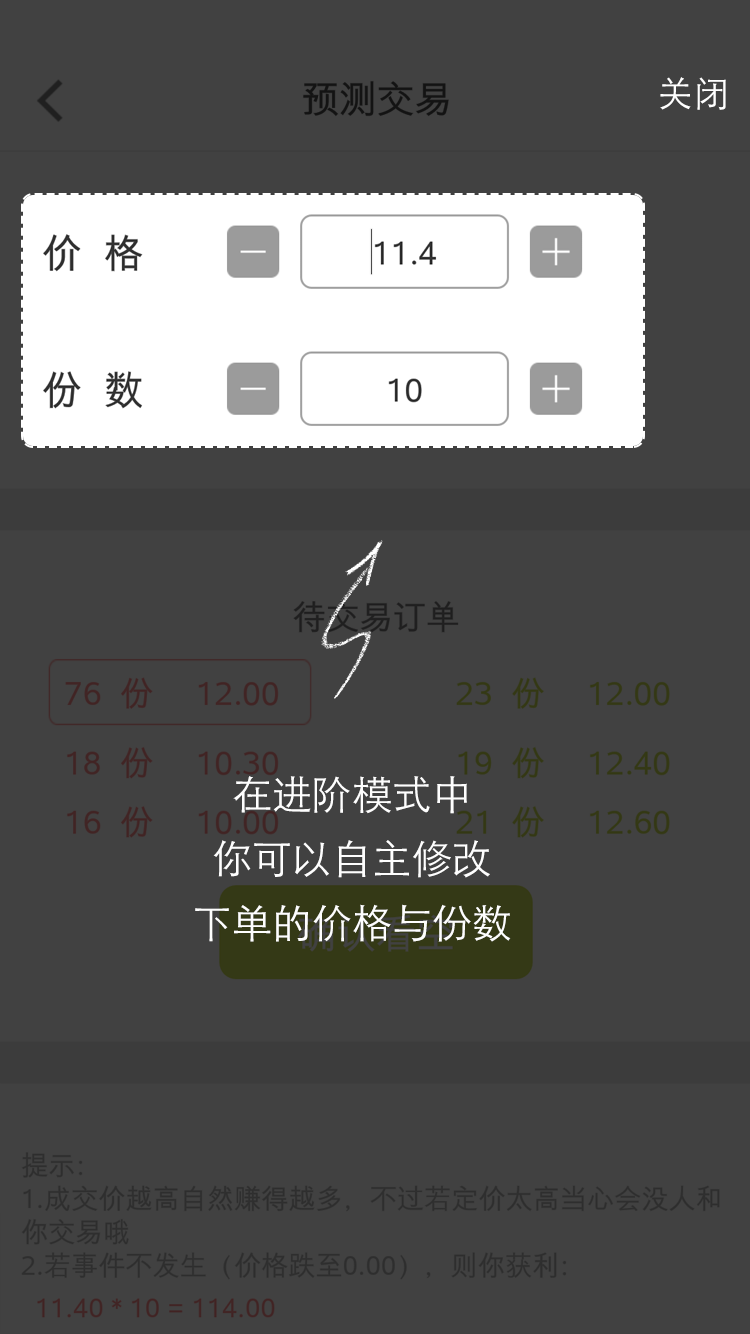 预测交易
关闭
价 格 11.4
份 数 10
待交易订单
76 份 12.00 23 份 12.00
18 份 10.30 19 份 12.40
16 份 10.00 21 份 12.60
在进阶模式中
你可以自主修改
下单的价格与份数
提示:
1.成交价越高自然赚得越多，不过若定价太高当心会没人和
你交易哦
2.若事件不发生（价格跌至0.00），则你获利:
11.40 * 10 = 114.00